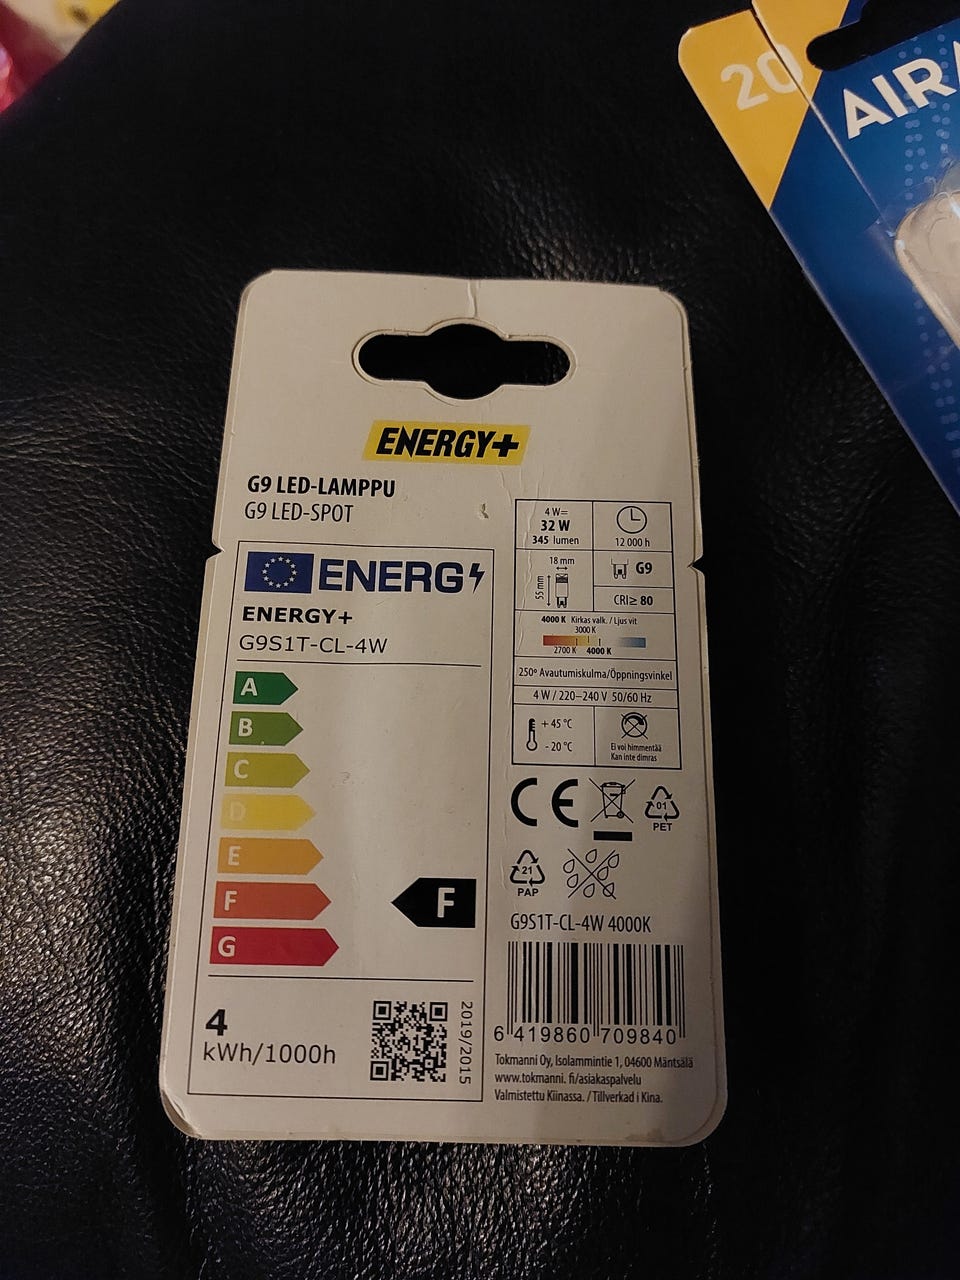 20
AIR
ENERGY+
G9 LED-LAMPPU
G9 LED-SPOT
ENERG
ENERGY+
G9S1T-CL-4W
A
B
C
D
E
F
G
F
4
kWh/1000h
2019/2015
4 W=
32 W
345 lumen
12 000 h
18 mm
55 mm
G9
CRI≥ 80
4000 K Kirkas valk. / Ljus vit
3000 K
2700 K 4000 K
250º Avautumiskulma/Öppningsvinkel
4 W / 220–240 V 50/60 Hz
+ 45 °C
- 20 °C
Ei voi himmentää
Kan inte dimras
CE
01
PET
21
PAP
G9S1T-CL-4W 4000K
6 419860 709840
Tokmanni Oy, Isolammintie 1, 04600 Mäntsälä
www.tokmanni. fi/asiakaspalvelu
Valmistettu Kiinassa. / Tillverkad i Kina.